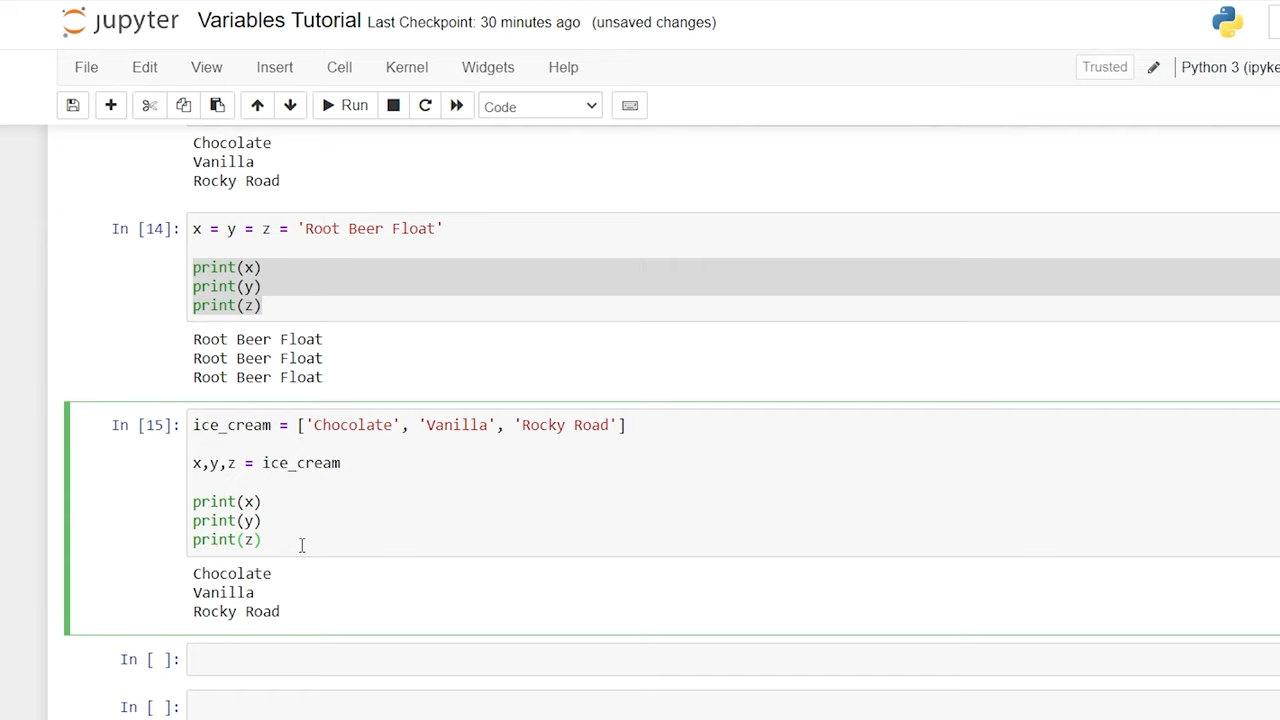 jupyter Variables Tutorial Last Checkpoint: 30 minutes ago (unsaved changes)
File Edit View Insert Cell Kernel Widgets Help Trusted Python 3 (ipyke
Run Code
Chocolate
Vanilla
Rocky Road
In [14]: x = y = z = 'Root Beer Float'
print(x)
print(y)
print(z)
Root Beer Float
Root Beer Float
Root Beer Float
In [15]: ice_cream = ['Chocolate', 'Vanilla', 'Rocky Road']
x,y,z = ice_cream
print(x)
print(y)
print(z)
Chocolate
Vanilla
Rocky Road
In [ ]:
In [ ]: